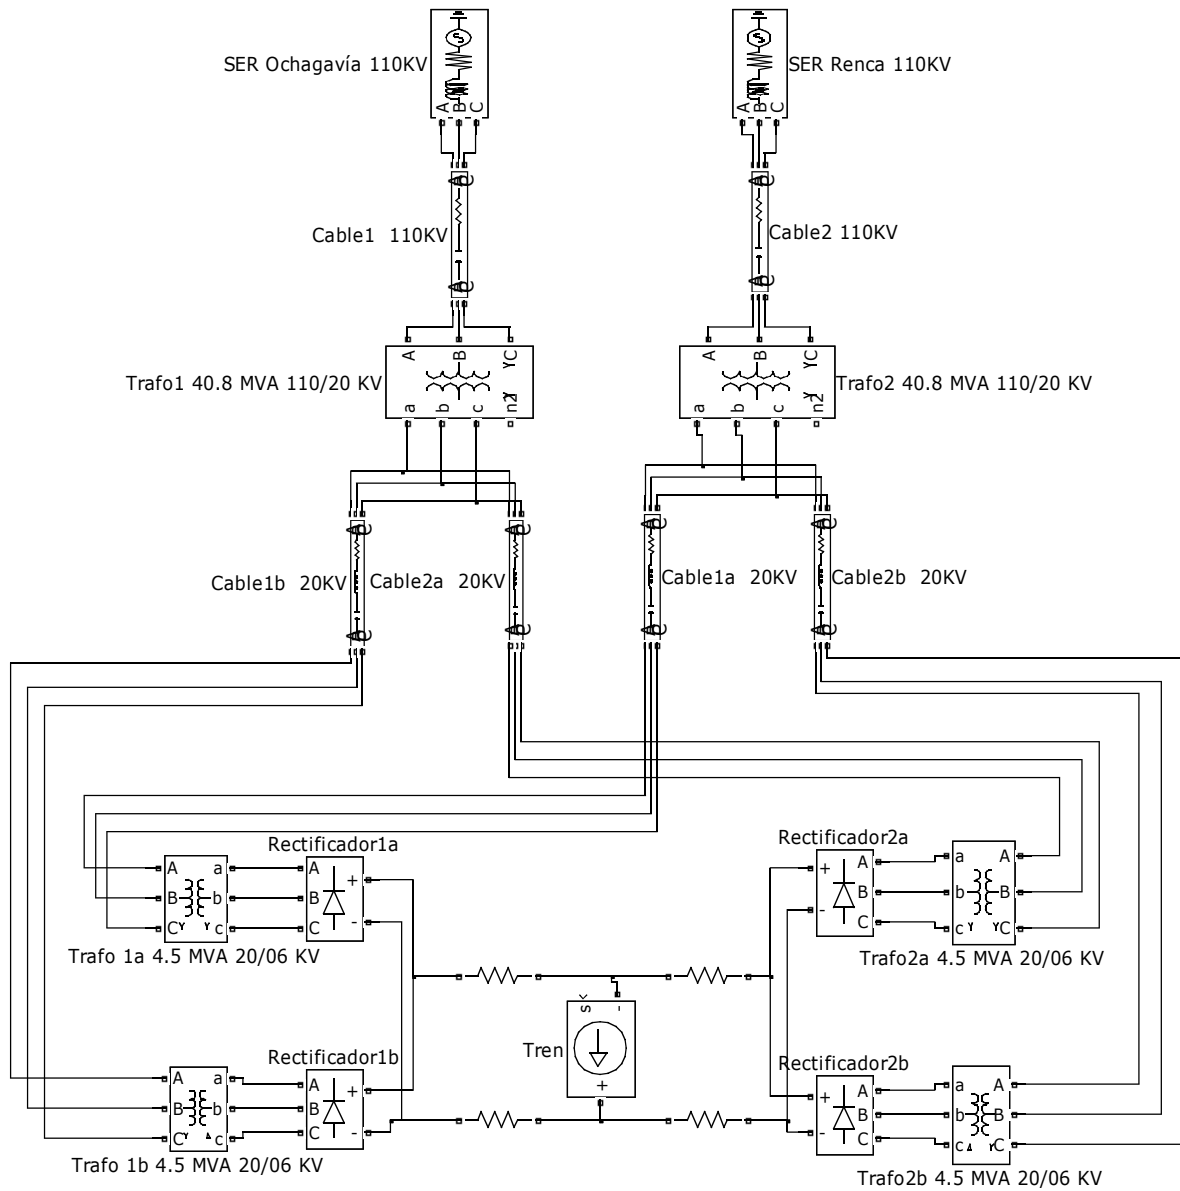 SER Ochagavía 110KV
SER Renca 110KV
A B C
A B C
Cable1 110KV
Cable2 110KV
A B C
A B C
Trafo1 40.8 MVA 110/20 KV
Trafo2 40.8 MVA 110/20 KV
a b c n2
a b c n2
Cable1b 20KV
Cable2a 20KV
Cable1a 20KV
Cable2b 20KV
Rectificador1a
Rectificador2a
A a A +
+ A a A
B b B
B b B
C Y Y c C -
- C c Y Y C
Trafo 1a 4.5 MVA 20/06 KV
Trafo2a 4.5 MVA 20/06 KV
s -
Tren
+
Rectificador1b
Rectificador2b
A a A +
+ A a A
B b B
B b B
C Y Δ c C -
- C c Δ Y C
Trafo 1b 4.5 MVA 20/06 KV
Trafo2b 4.5 MVA 20/06 KV